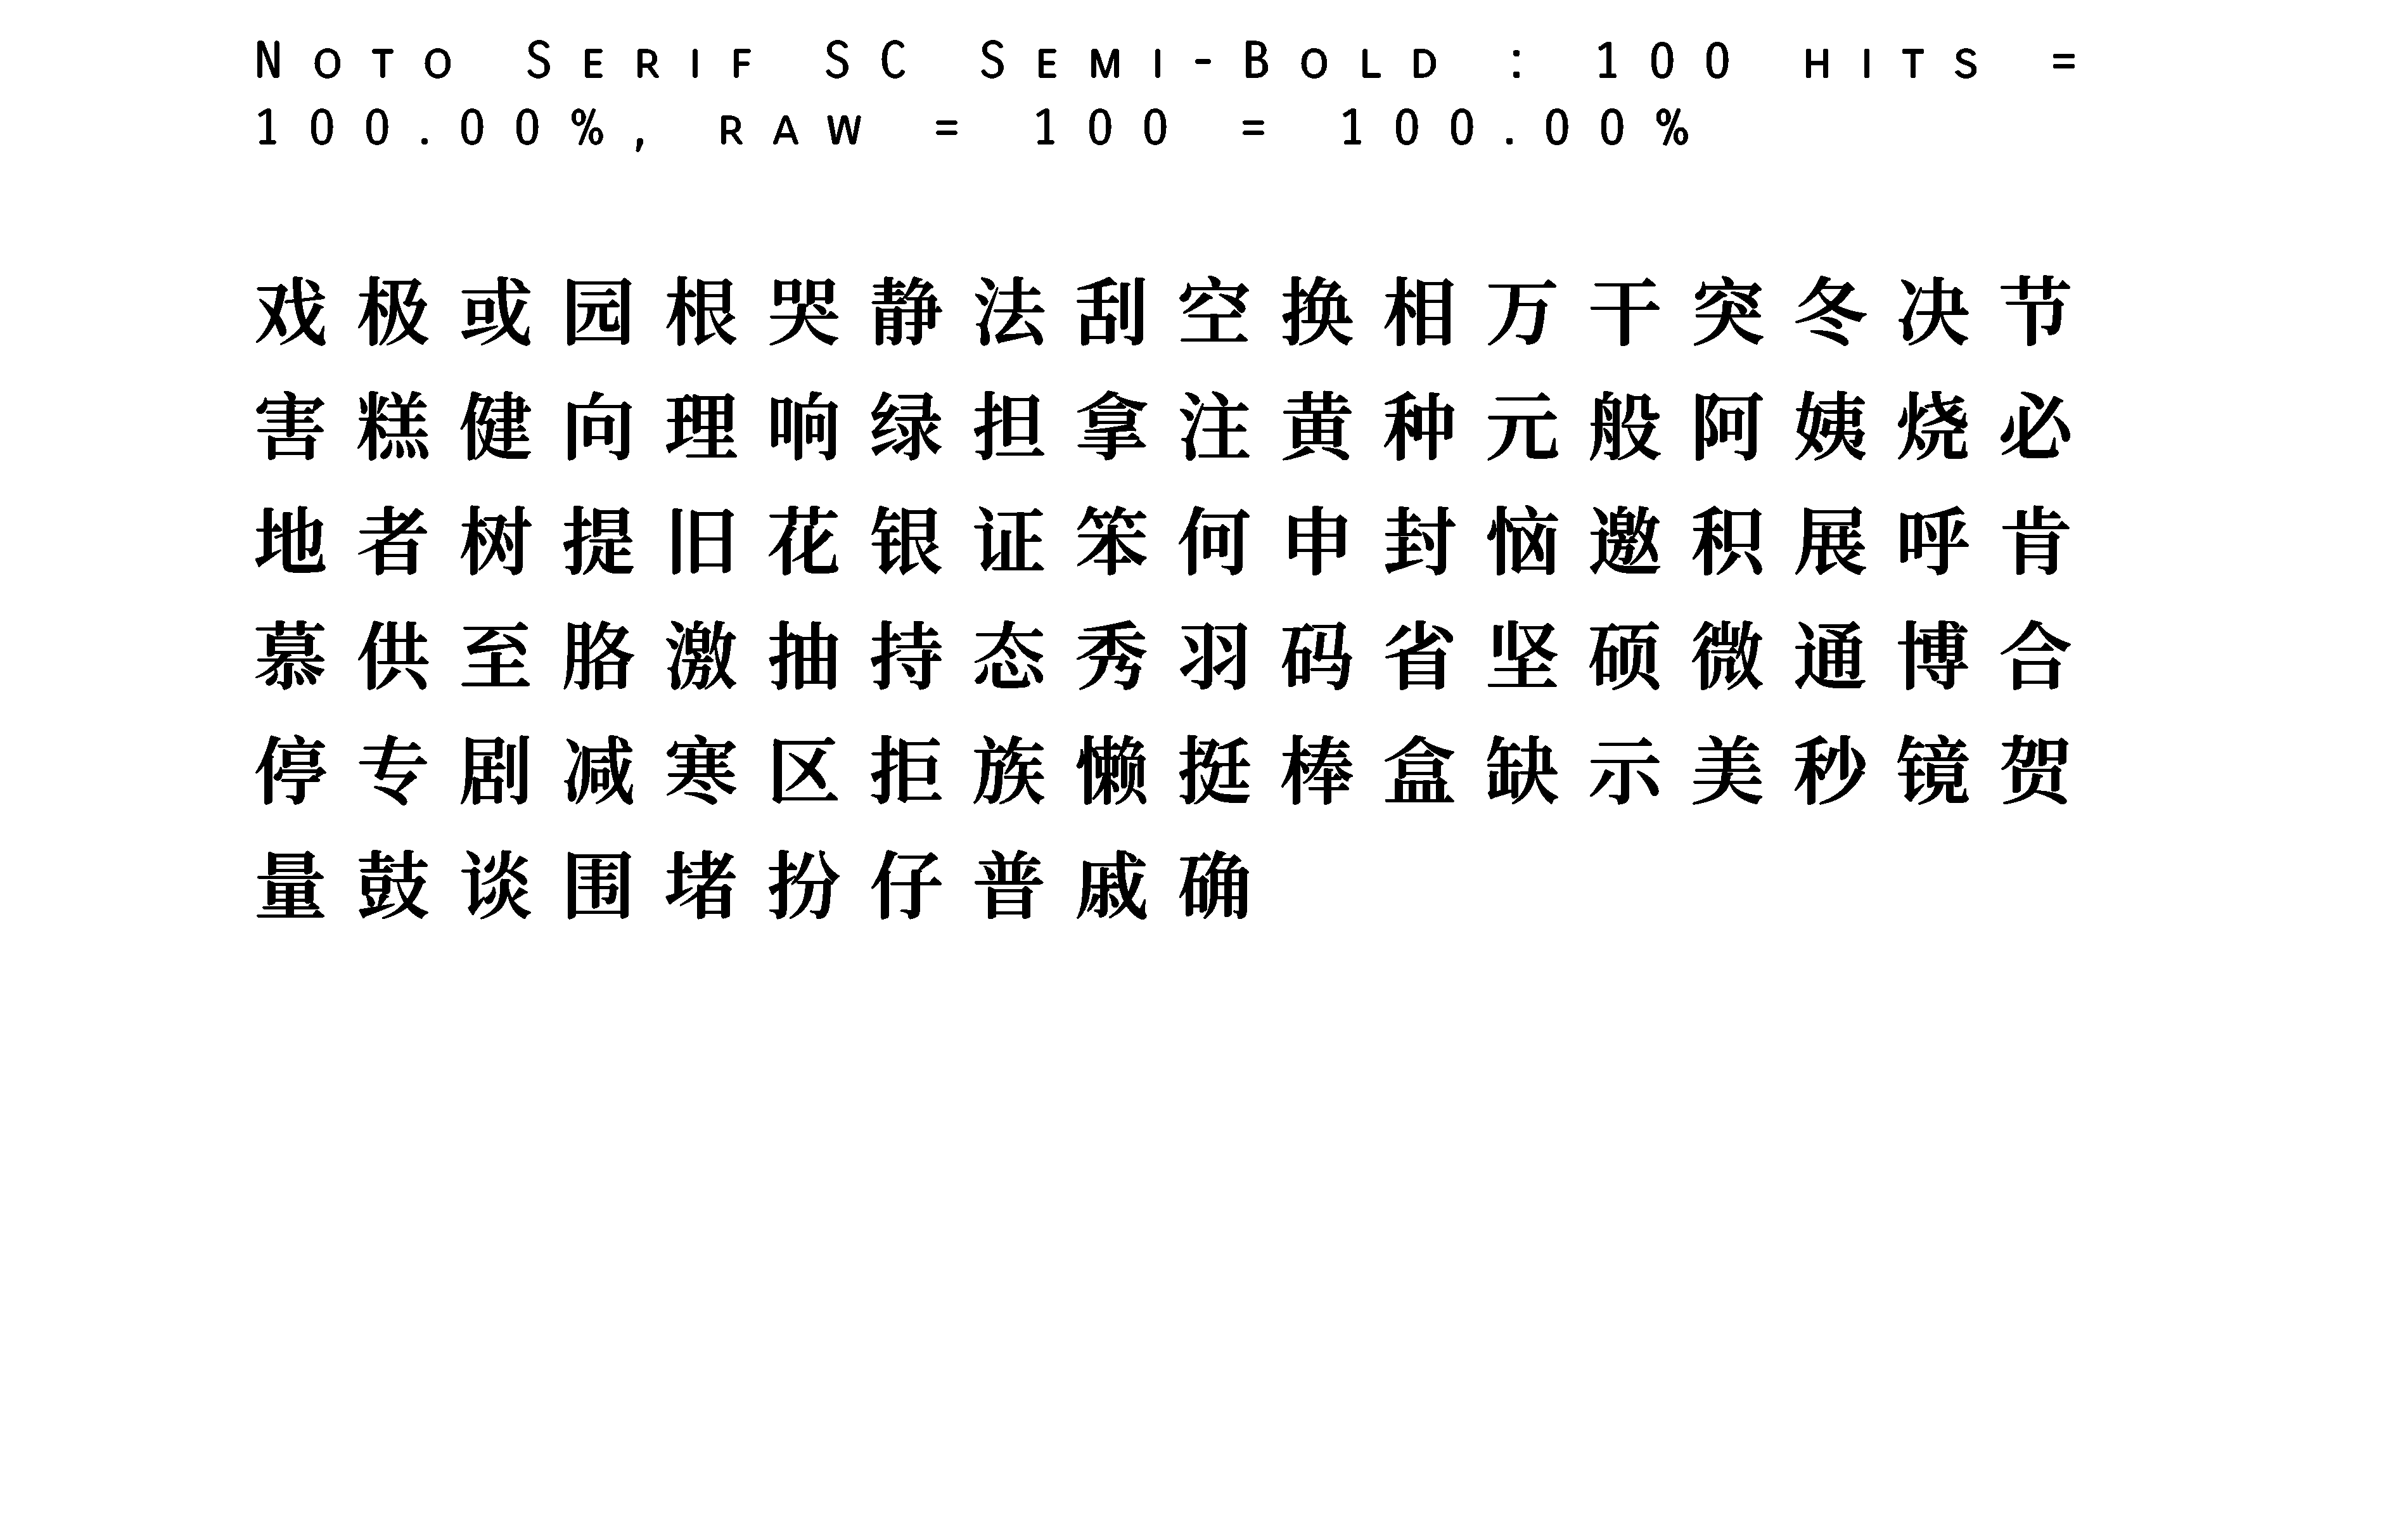 Noto Serif SC Semi-Bold : 100 hits =
100.00%, raw = 100 = 100.00%
戏极或园根哭静法刮空换相万干突冬决节
害糕健向理响绿担拿注黄种元般阿姨烧必
地者树提旧花银证笨何申封恼邀积展呼肯
慕供至胳激抽持态秀羽码省坚硕微通博合
停专剧减寒区拒族懒挺棒盒缺示美秒镜贺
量鼓谈围堵扮仔普戚确